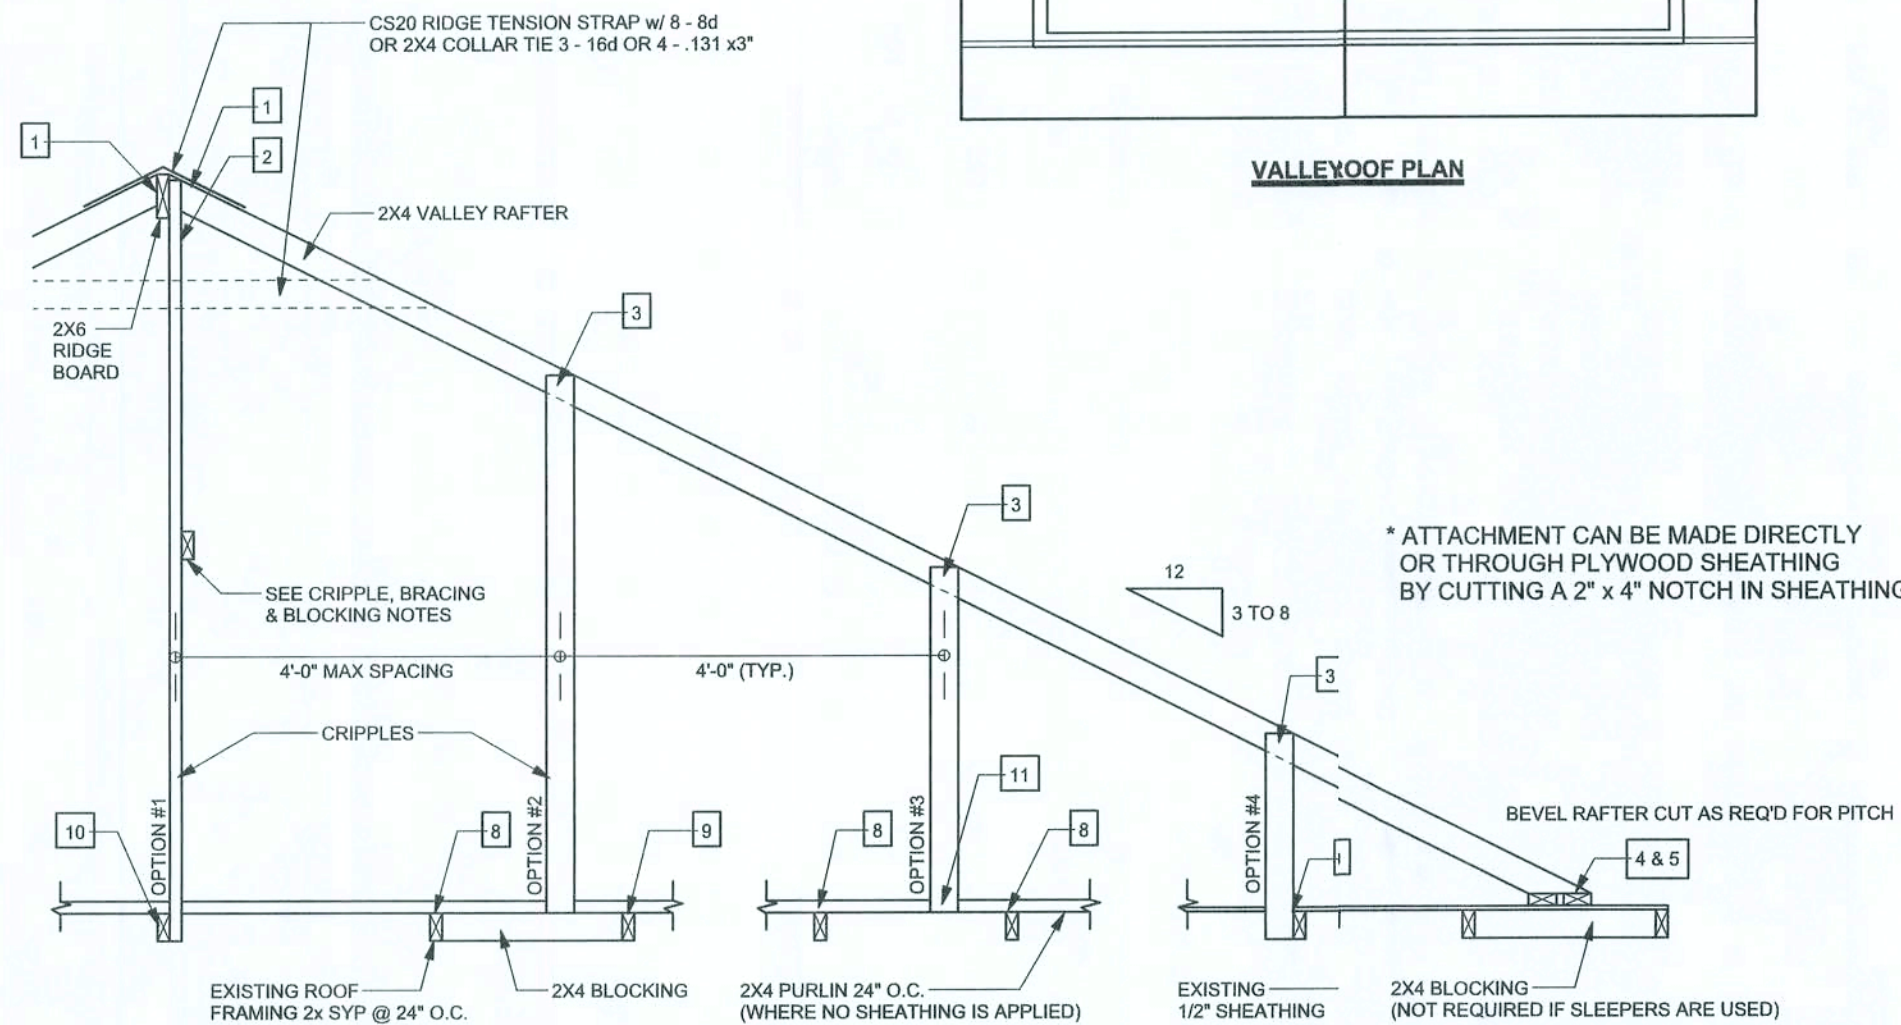 CS20 RIDGE TENSION STRAP w/ 8 - 8d
OR 2X4 COLLAR TIE 3 - 16d OR 4 - .131 x3"
1
1
2
VALLEY OOF PLAN
2X4 VALLEY RAFTER
2X6
RIDGE
BOARD
3
3
* ATTACHMENT CAN BE MADE DIRECTLY
OR THROUGH PLYWOOD SHEATHING
BY CUTTING A 2" x 4" NOTCH IN SHEATHING
12
3 TO 8
SEE CRIPPLE, BRACING
& BLOCKING NOTES
4'-0" MAX SPACING
4'-0" (TYP.)
3
CRIPPLES
11
OPTION #1
OPTION #2
OPTION #3
OPTION #4
BEVEL RAFTER CUT AS REQ'D FOR PITCH
10
8
9
8
8
4 & 5
EXISTING ROOF
FRAMING 2x SYP @ 24" O.C.
2X4 BLOCKING
2X4 PURLIN 24" O.C.
(WHERE NO SHEATHING IS APPLIED)
EXISTING
1/2" SHEATHING
2X4 BLOCKING
(NOT REQUIRED IF SLEEPERS ARE USED)